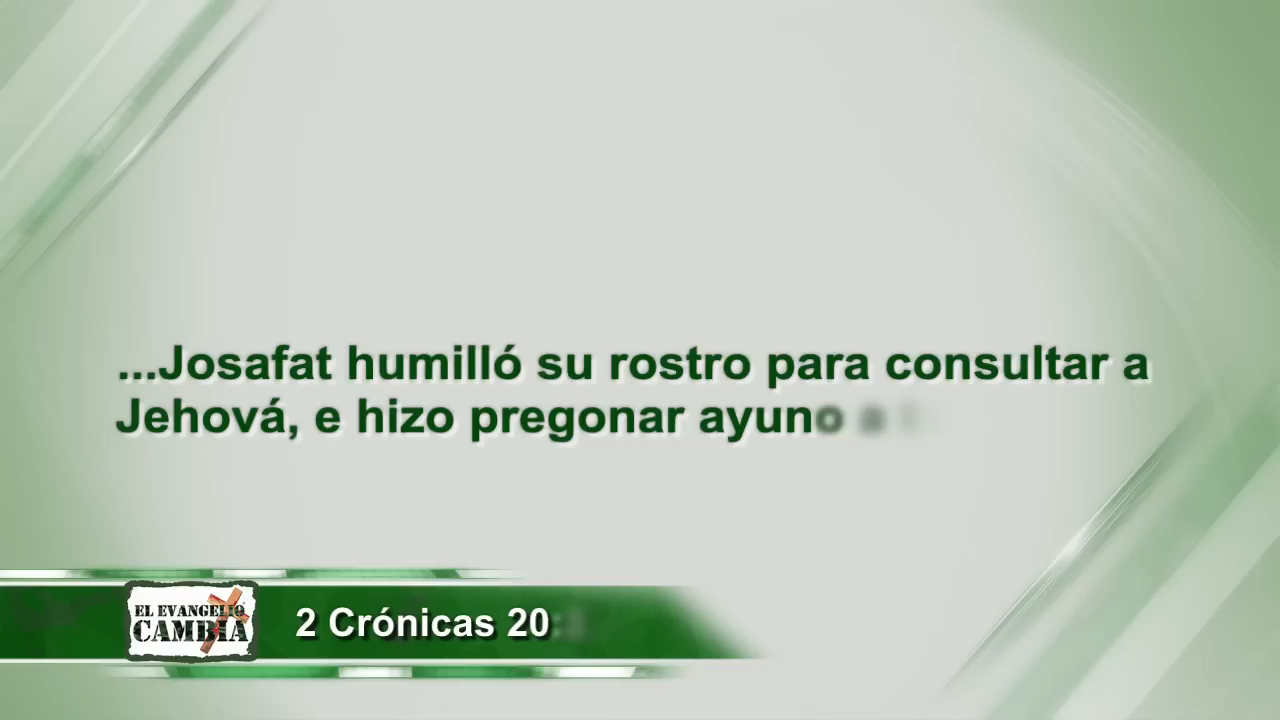 ...Josafat humilló su rostro para consultar a
Jehová, e hizo pregonar ayuno a
EL EVANGELIO
CAMBIA
2 Crónicas 20